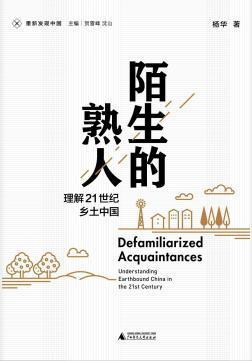 重新发现中国 主编/贺雪峰 沈山
杨华 著
陌生的
熟人
理解21世纪
乡土中国
Defamiliarized
Acquaintances
Understanding
Earthbound China in
the 21st Century
广西师范大学出版社